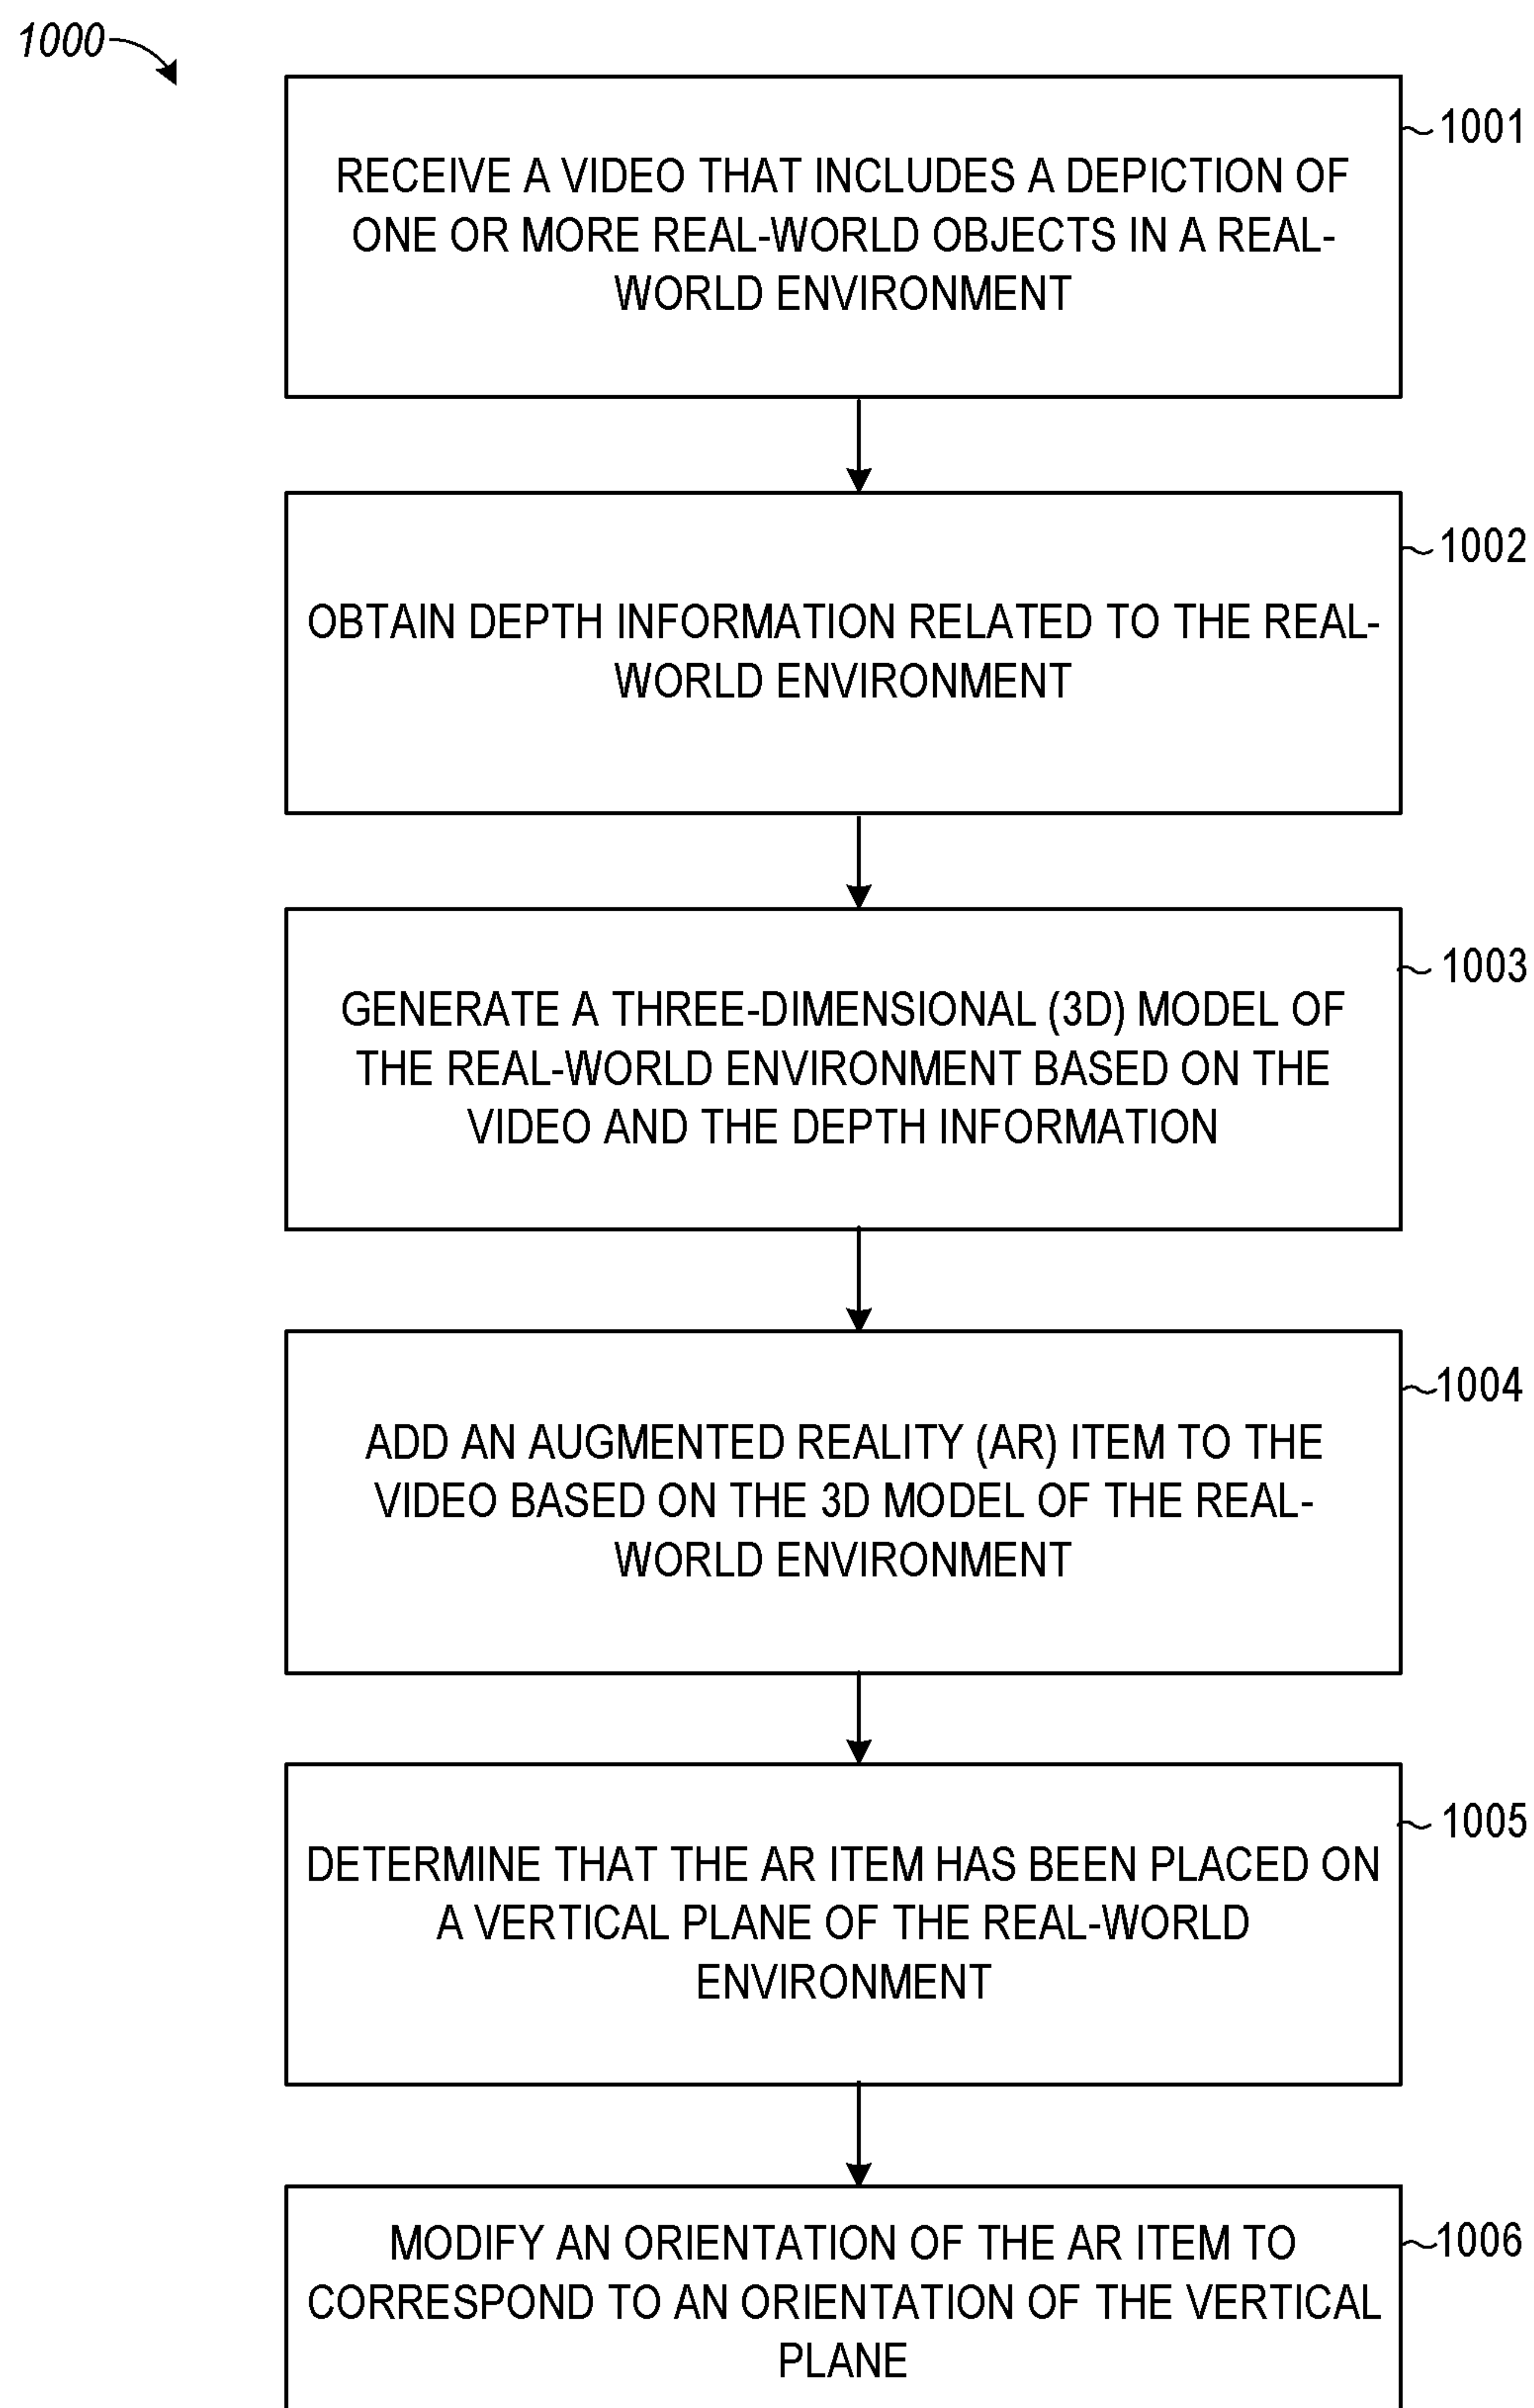 1000
1001
RECEIVE A VIDEO THAT INCLUDES A DEPICTION OF
ONE OR MORE REAL-WORLD OBJECTS IN A REAL-
WORLD ENVIRONMENT
1002
OBTAIN DEPTH INFORMATION RELATED TO THE REAL-
WORLD ENVIRONMENT
1003
GENERATE A THREE-DIMENSIONAL (3D) MODEL OF
THE REAL-WORLD ENVIRONMENT BASED ON THE
VIDEO AND THE DEPTH INFORMATION
1004
ADD AN AUGMENTED REALITY (AR) ITEM TO THE
VIDEO BASED ON THE 3D MODEL OF THE REAL-
WORLD ENVIRONMENT
1005
DETERMINE THAT THE AR ITEM HAS BEEN PLACED ON
A VERTICAL PLANE OF THE REAL-WORLD
ENVIRONMENT
1006
MODIFY AN ORIENTATION OF THE AR ITEM TO
CORRESPOND TO AN ORIENTATION OF THE VERTICAL
PLANE